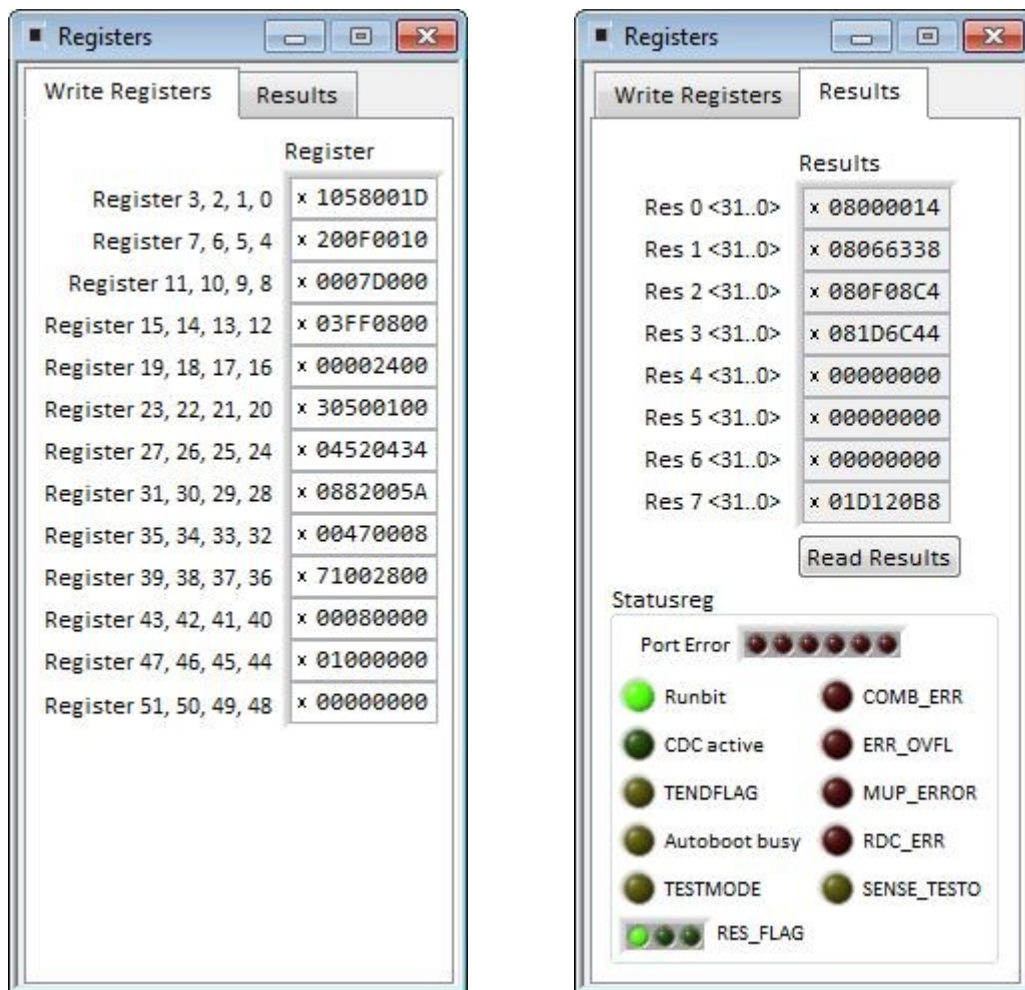 Registers
Write Registers
Results
Register
Register 3, 2, 1, 0
x 1058001D
Register 7, 6, 5, 4
x 200F0010
Register 11, 10, 9, 8
x 0007D000
Register 15, 14, 13, 12
x 03FF0800
Register 19, 18, 17, 16
x 00002400
Register 23, 22, 21, 20
x 30500100
Register 27, 26, 25, 24
x 04520434
Register 31, 30, 29, 28
x 0882005A
Register 35, 34, 33, 32
x 00470008
Register 39, 38, 37, 36
x 71002800
Register 43, 42, 41, 40
x 00080000
Register 47, 46, 45, 44
x 01000000
Register 51, 50, 49, 48
x 00000000
Registers
Write Registers
Results
Results
Res 0 <31..0>
x 08000014
Res 1 <31..0>
x 08066338
Res 2 <31..0>
x 080F08C4
Res 3 <31..0>
x 081D6C44
Res 4 <31..0>
x 00000000
Res 5 <31..0>
x 00000000
Res 6 <31..0>
x 00000000
Res 7 <31..0>
x 01D120B8
Read Results
Statusreg
Port Error
Runbit
COMB_ERR
CDC active
ERR_OVFL
TENDFLAG
MUP_ERROR
Autoboot busy
RDC_ERR
TESTMODE
SENSE_TESTO
RES_FLAG